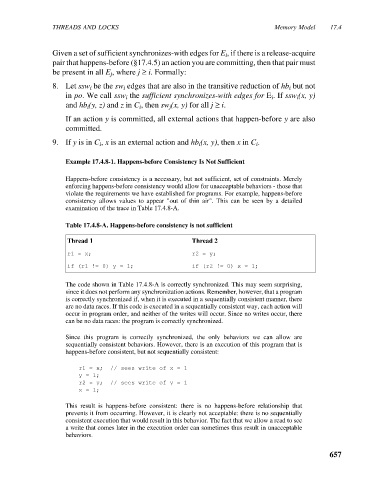 THREADS AND LOCKS Memory Model 17.4
Given a set of sufficient synchronizes-with edges for Ei, if there is a release-acquire
pair that happens-before (§17.4.5) an action you are committing, then that pair must
be present in all Ej, where j ≥ i. Formally:
8. Let sswi be the swi edges that are also in the transitive reduction of hbi but not
in po. We call sswi the sufficient synchronizes-with edges for Ei. If sswi(x, y)
and hbi(y, z) and z in Ci, then swj(x, y) for all j ≥ i.
If an action y is committed, all external actions that happen-before y are also
committed.
9. If y is in Ci, x is an external action and hbi(x, y), then x in Ci.
Example 17.4.8-1. Happens-before Consistency Is Not Sufficient
Happens-before consistency is a necessary, but not sufficient, set of constraints. Merely
enforcing happens-before consistency would allow for unacceptable behaviors - those that
violate the requirements we have established for programs. For example, happens-before
consistency allows values to appear "out of thin air". This can be seen by a detailed
examination of the trace in Table 17.4.8-A.
Table 17.4.8-A. Happens-before consistency is not sufficient
Thread 1 Thread 2
r1 = x; r2 = y;
if (r1 != 0) y = 1; if (r2 != 0) x = 1;
The code shown in Table 17.4.8-A is correctly synchronized. This may seem surprising,
since it does not perform any synchronization actions. Remember, however, that a program
is correctly synchronized if, when it is executed in a sequentially consistent manner, there
are no data races. If this code is executed in a sequentially consistent way, each action will
occur in program order, and neither of the writes will occur. Since no writes occur, there
can be no data races: the program is correctly synchronized.
Since this program is correctly synchronized, the only behaviors we can allow are
sequentially consistent behaviors. However, there is an execution of this program that is
happens-before consistent, but not sequentially consistent:
r1 = x; // sees write of x = 1
y = 1;
r2 = y; // sees write of y = 1
x = 1;
This result is happens-before consistent: there is no happens-before relationship that
prevents it from occurring. However, it is clearly not acceptable: there is no sequentially
consistent execution that would result in this behavior. The fact that we allow a read to see
a write that comes later in the execution order can sometimes thus result in unacceptable
behaviors.
657